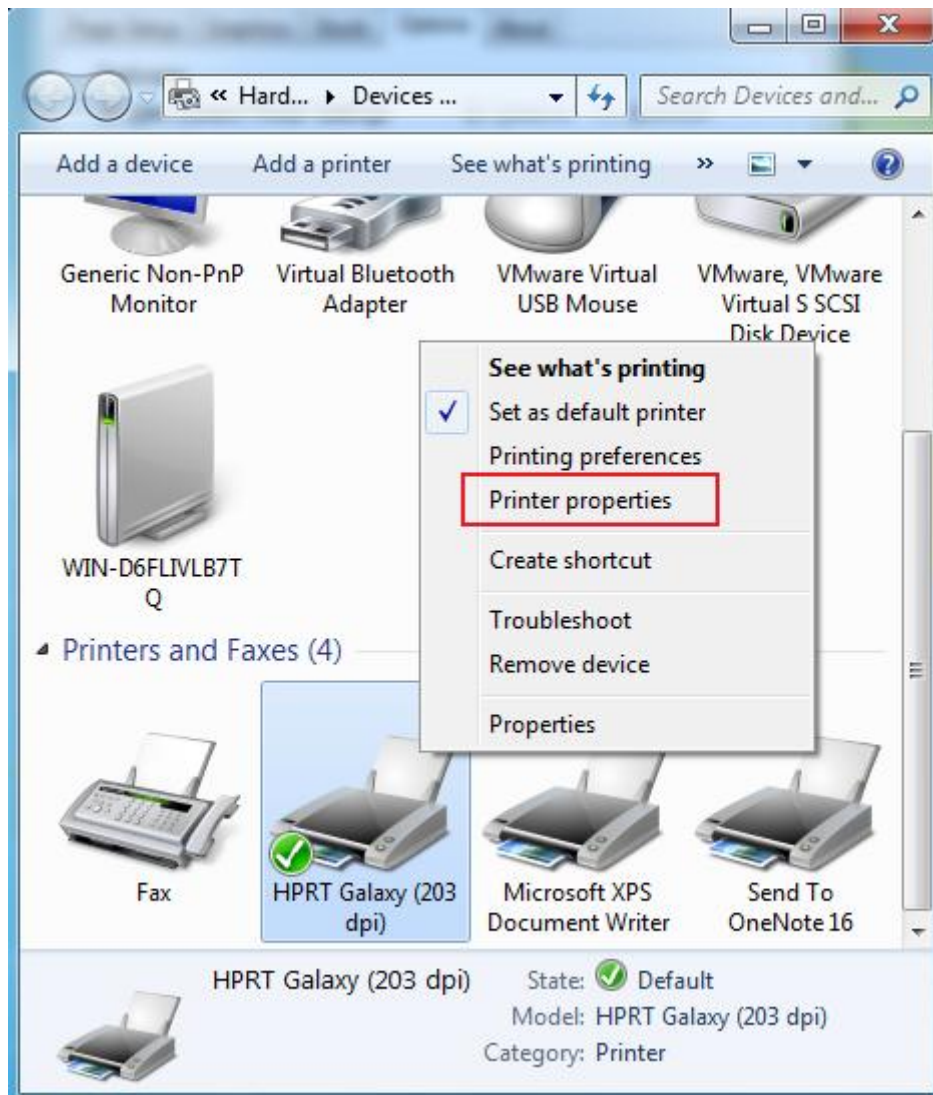 « Hard... ▸ Devices ...
Search Devices and...
Add a device Add a printer See what's printing »
Generic Non-PnP
Monitor
Virtual Bluetooth
Adapter
VMware Virtual
USB Mouse
VMware, VMware
Virtual S SCSI
Disk Device
See what's printing
Set as default printer
Printing preferences
Printer properties
Create shortcut
Troubleshoot
Remove device
Properties
WIN-D6FLIVLB7T
Q
Printers and Faxes (4)
Fax
HPRT Galaxy (203
dpi)
Microsoft XPS
Document Writer
Send To
OneNote 16
HPRT Galaxy (203 dpi) State: Default
Model: HPRT Galaxy (203 dpi)
Category: Printer